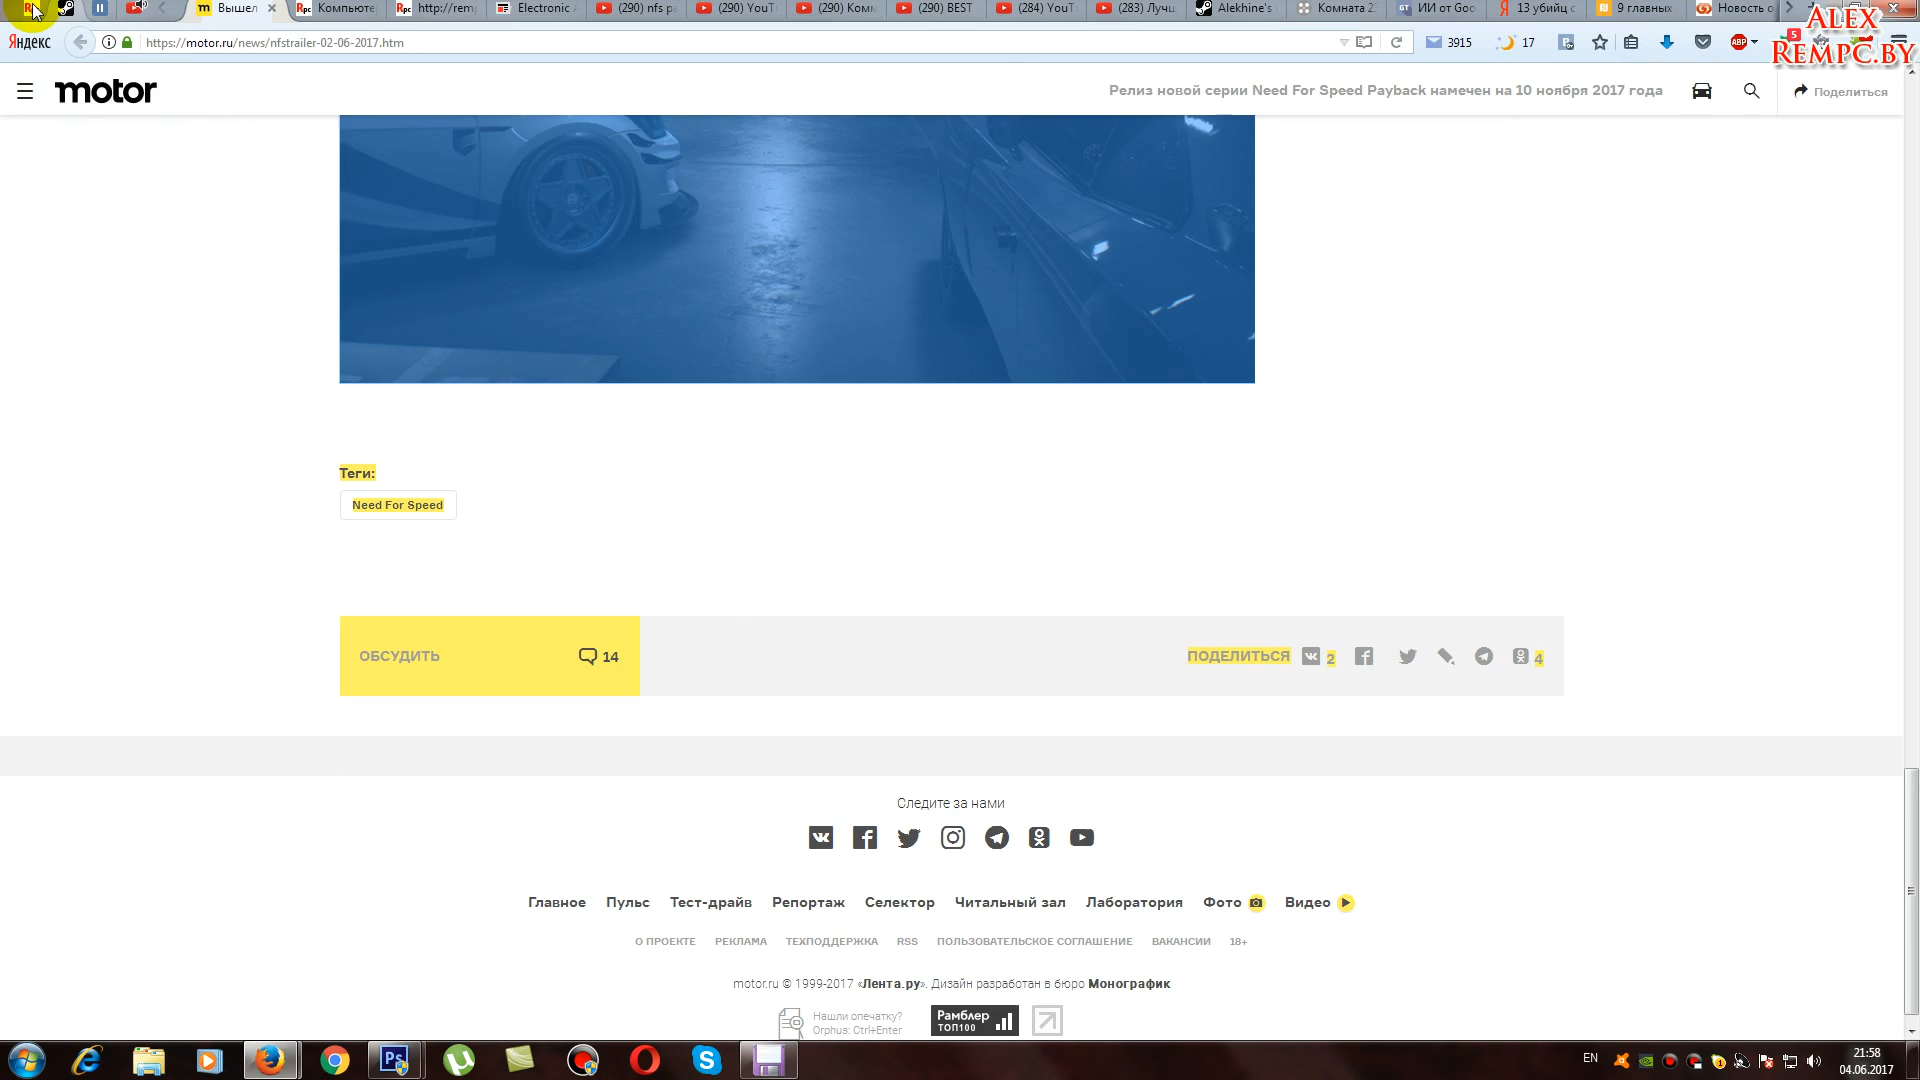 Вышел
Компьюте
http://rem
Electronic
(290) nfs pa
(290) YouT
(290) Комм
(290) BEST
(284) YouT
(283) Лучш
Alekhine's
Комната 2
ИИ от Goo
13 убийц с
9 главных
Новость о
Яндекс
https://motor.ru/news/nfstrailer-02-06-2017.htm
3915
17
ABP
5
ALEX
REMPC.BY
motor
Релиз новой серии Need For Speed Payback намечен на 10 ноября 2017 года
Поделиться
Теги:
Need For Speed
ОБСУДИТЬ
14
ПОДЕЛИТЬСЯ
2
4
Следите за нами
Главное Пульс Тест-драйв Репортаж Селектор Читальный зал Лаборатория Фото Видео
О ПРОЕКТЕ РЕКЛАМА ТЕХПОДДЕРЖКА RSS ПОЛЬЗОВАТЕЛЬСКОЕ СОГЛАШЕНИЕ ВАКАНСИИ 18+
motor.ru © 1999-2017 «Лента.ру». Дизайн разработан в бюро Монографик
Нашли опечатку?
Orphus: Ctrl+Enter
Рамблер
ТОП100
Ps
EN
21:58
04.06.2017